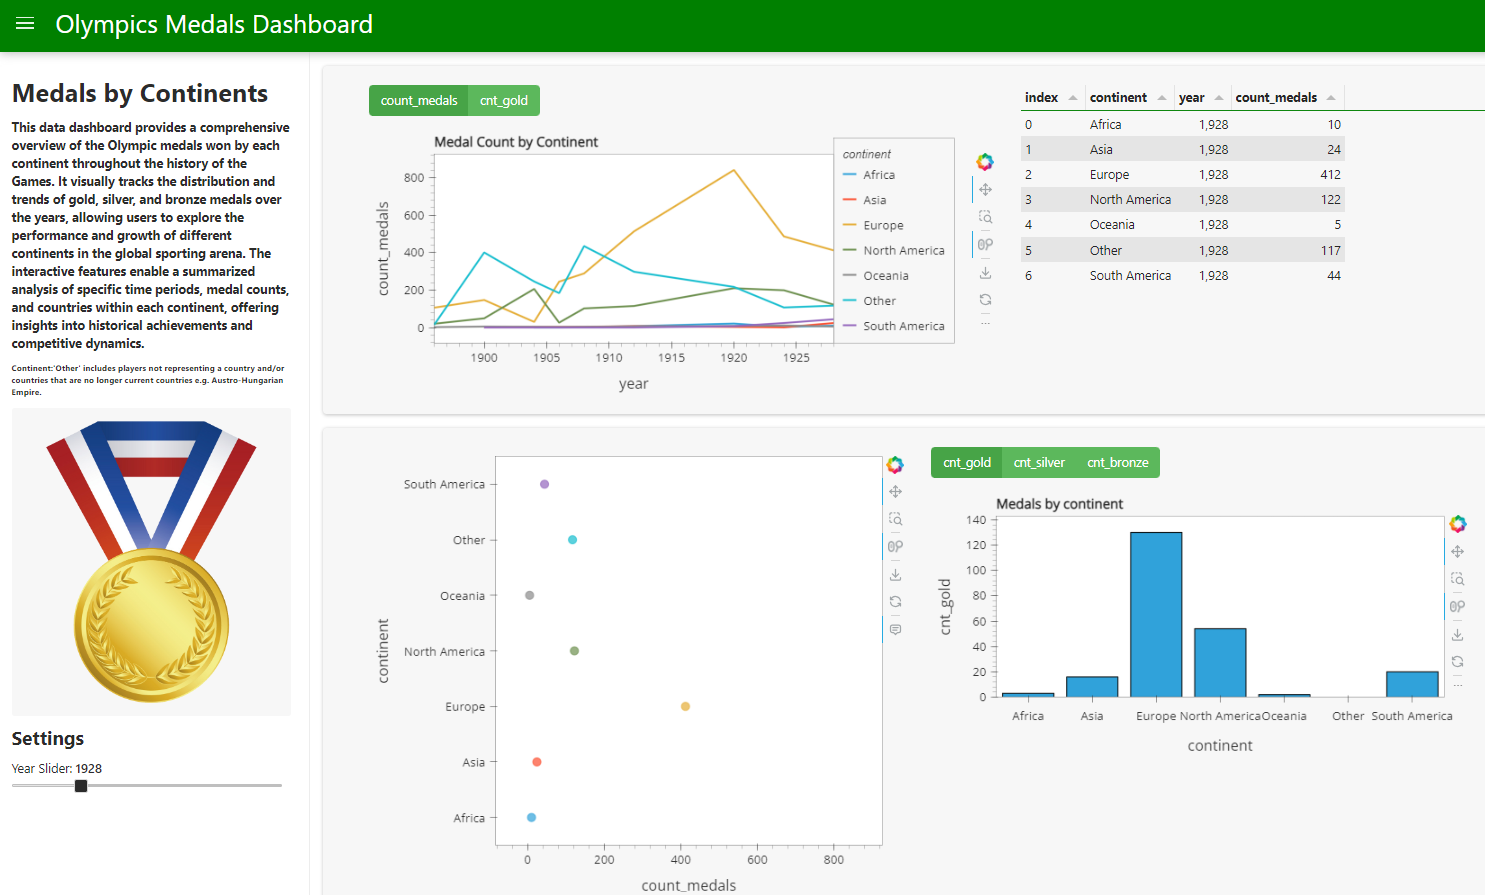 Olympics Medals Dashboard
Medals by Continents
This data dashboard provides a comprehensive
overview of the Olympic medals won by each
continent throughout the history of the
Games. It visually tracks the distribution and
trends of gold, silver, and bronze medals over
the years, allowing users to explore the
performance and growth of different
continents in the global sporting arena. The
interactive features enable a summarized
analysis of specific time periods, medal counts,
and countries within each continent, offering
insights into historical achievements and
competitive dynamics.
Continent:'Other' includes players not representing a country and/or
countries that are no longer current countries e.g. Austro-Hungarian
Empire.
Settings
Year Slider: 1928
count_medals cnt_gold
Medal Count by Continent
count_medals
800
600
400
200
0
1900 1905 1910 1915 1920 1925
year
continent
Africa
Asia
Europe
North America
Oceania
Other
South America
index continent year count_medals
0 Africa 1,928 10
1 Asia 1,928 24
2 Europe 1,928 412
3 North America 1,928 122
4 Oceania 1,928 5
5 Other 1,928 117
6 South America 1,928 44
continent
South America
Other
Oceania
North America
Europe
Asia
Africa
0 200 400 600 800
count_medals
cnt_gold cnt_silver cnt_bronze
Medals by continent
cnt_gold
140
120
100
80
60
40
20
0
Africa Asia Europe North America Oceania Other South America
continent